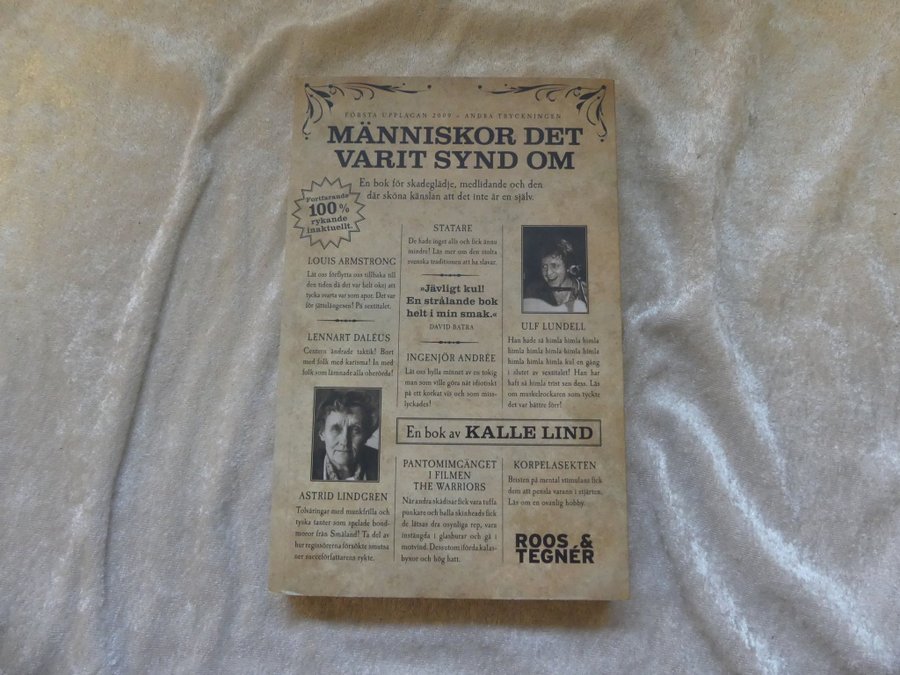 FÖRSTA UPPLAGAN 2009 – ANDRA TRYCKNINGEN
MÄNNISKOR DET
VARIT SYND OM
En bok för skadeglädje, medlidande och den
där sköna känslan att det inte är en själv.
Fortfarande
100%
rykande
inaktuellt.
LOUIS ARMSTRONG
Låt oss förflytta oss tillbaka till
den tiden då det var helt okej att
tycka svarta var som apor. Det var
för jättelängesen! På sextitalet.
LENNART DALÉUS
Centern ändrade taktik! Bort
med folk med karisma! In med
folk som lämnade alla oberörda!
ASTRID LINDGREN
Tolvåringar med munkfrilla och
tyska tanter som spelade bond-
moror från Småland! Ta del av
hur regissörerna försökte smutsa
ner succéförfattarens rykte.
STATARE
De hade inget alls och fick ännu
mindre! Läs mer om den stolta
svenska traditionen att ha slavar.
»Jävligt kul!
En strålande bok
helt i min smak.«
DAVID BATRA
INGENJÖR ANDRÉE
Låt oss hylla minnet av en tokig
man som ville göra nåt idiotiskt
på ett korkat vis och som miss-
lyckades!
ULF LUNDELL
Han hade så himla himla himla
himla himla himla himla himla
himla himla himla kul en gång
i slutet av sextitalet! Han har
haft så himla trist sen dess. Läs
om muskelrockaren som tyckte
det var bättre förr!
En bok av KALLE LIND
PANTOMIMGÄNGET
I FILMEN
THE WARRIORS
När andra skådisar fick vara tuffa
punkare och balla skinheads fick
de låtsas dra osynliga rep, vara
instängda i glasburar och gå i
motvind. Dessutom iförda kalas-
byxor och hög hatt.
KORPELASEKTEN
Bristen på mental stimulans fick
dem att pensla varann i stjärten.
Läs om en ovanlig hobby.
ROOS &
TEGNÉR